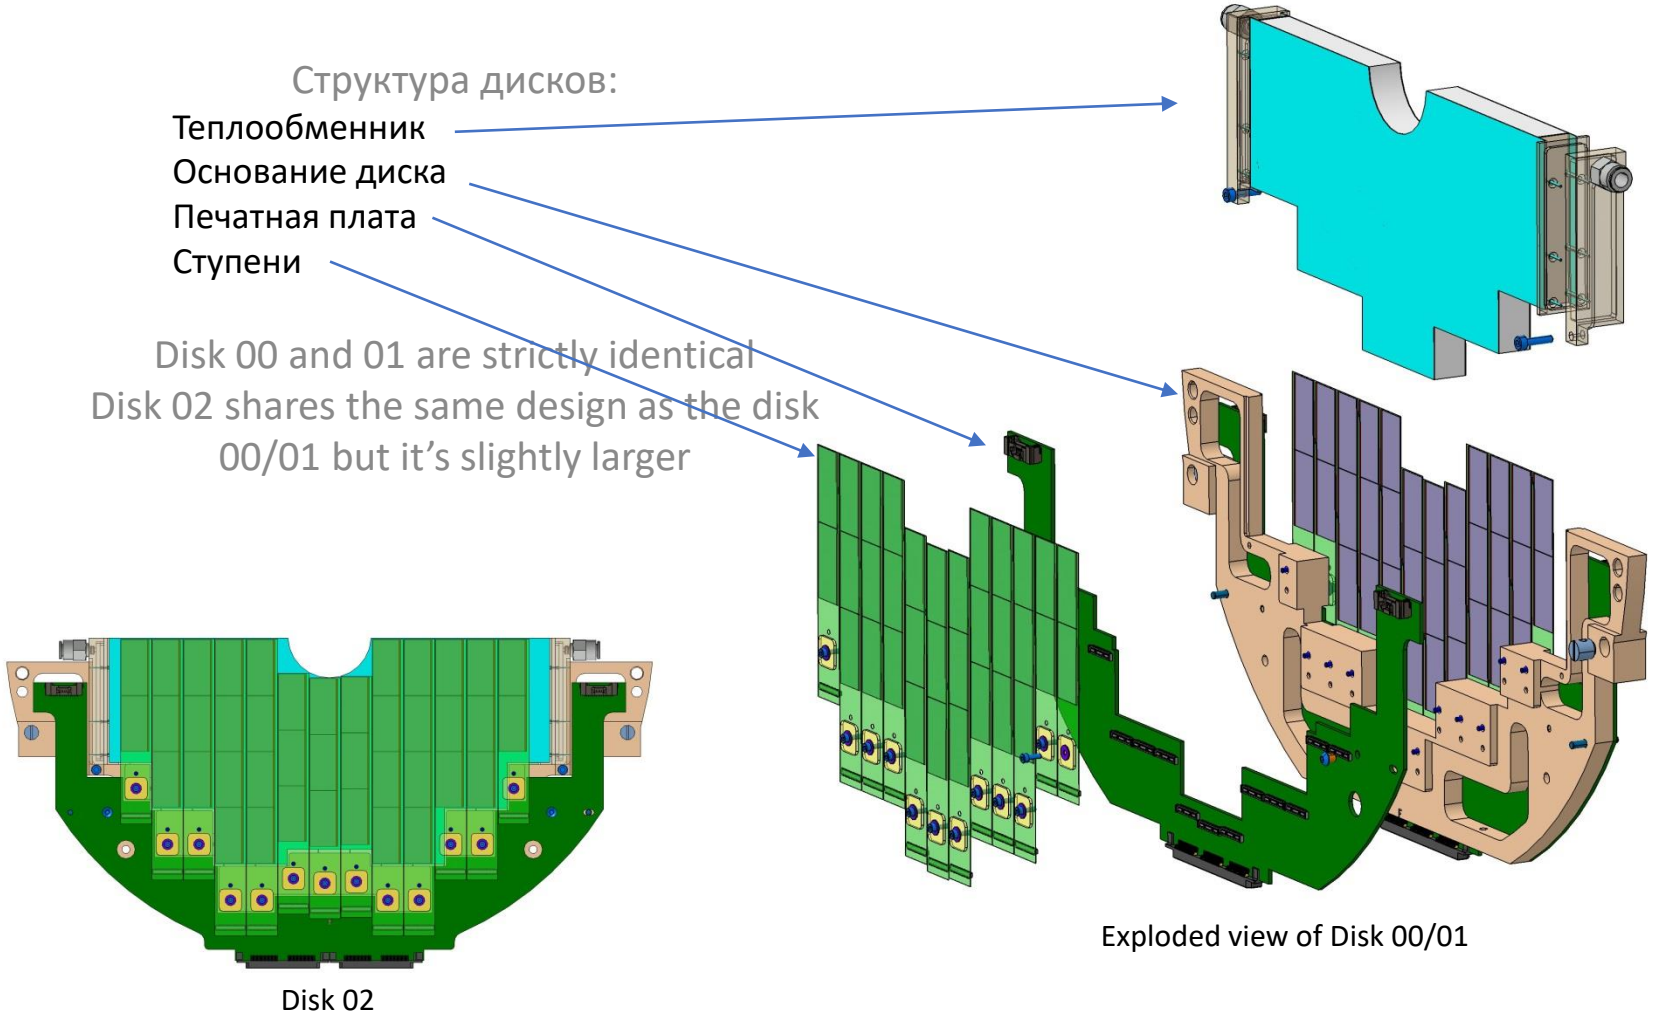 Структура дисков:
Теплообменник
Основание диска
Печатная плата
Ступени
Disk 00 and 01 are strictly identical
Disk 02 shares the same design as the disk
00/01 but it’s slightly larger
Exploded view of Disk 00/01
Disk 02